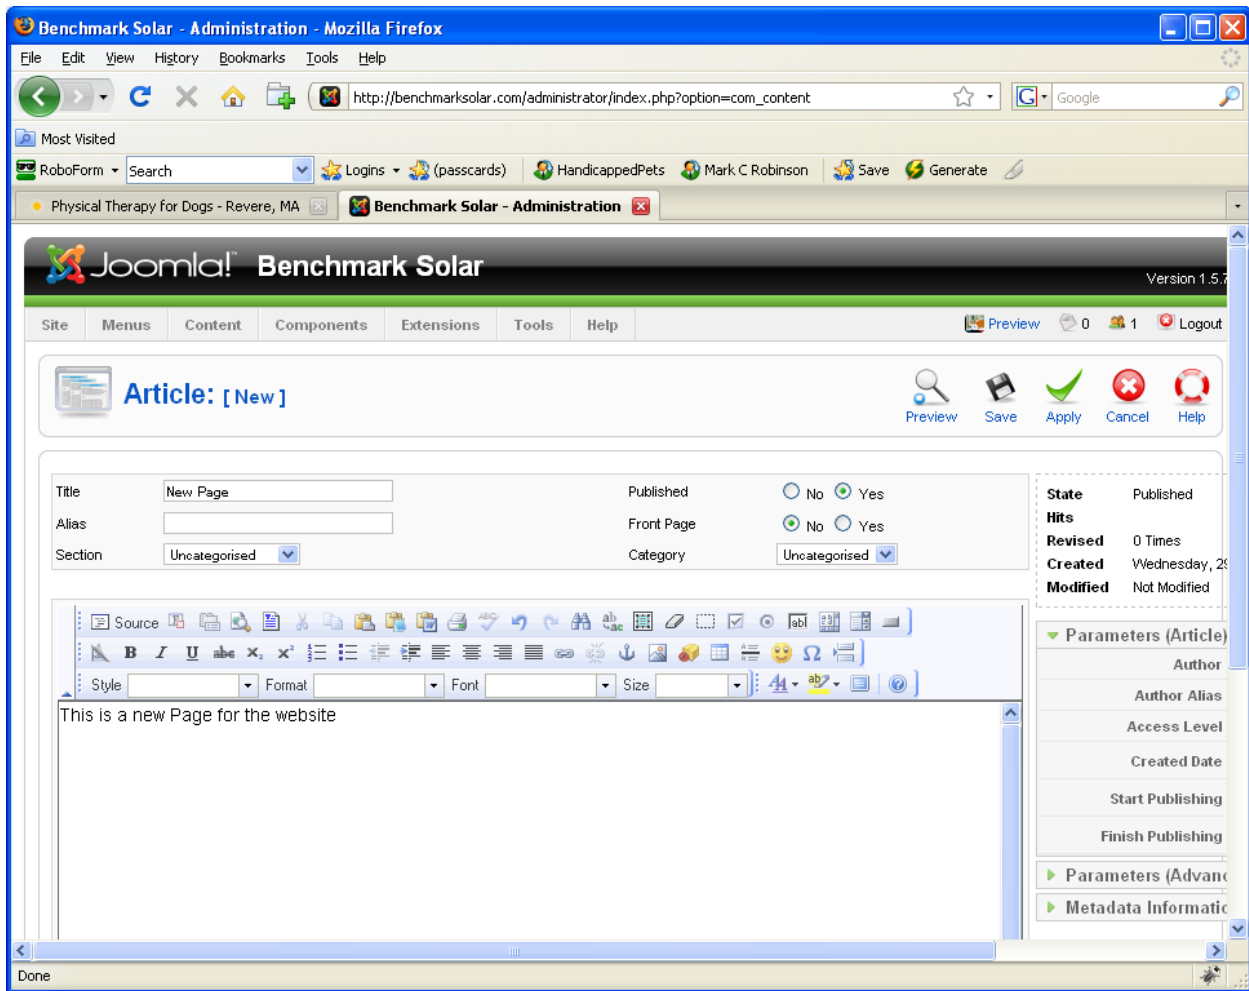 Benchmark Solar - Administration - Mozilla Firefox
File Edit View History Bookmarks Tools Help
http://benchmarksolar.com/administrator/index.php?option=com_content
G Google
Most Visited
RoboForm Search Logins (passcards) HandicappedPets Mark C Robinson Save Generate
Physical Therapy for Dogs - Revere, MA Benchmark Solar - Administration
Joomla! Benchmark Solar
Version 1.5.7
Site Menus Content Components Extensions Tools Help Preview 0 1 Logout
Article: [ New ]
Preview Save Apply Cancel Help
Title New Page Published No Yes
Alias Front Page No Yes
Section Uncategorised Category Uncategorised
State Published
Hits
Revised 0 Times
Created Wednesday, 29
Modified Not Modified
Source
B I U abc x₂ x²
Style Format Font Size
This is a new Page for the website
Parameters (Article)
Author
Author Alias
Access Level
Created Date
Start Publishing
Finish Publishing
Parameters (Advanc
Metadata Informatio
Done